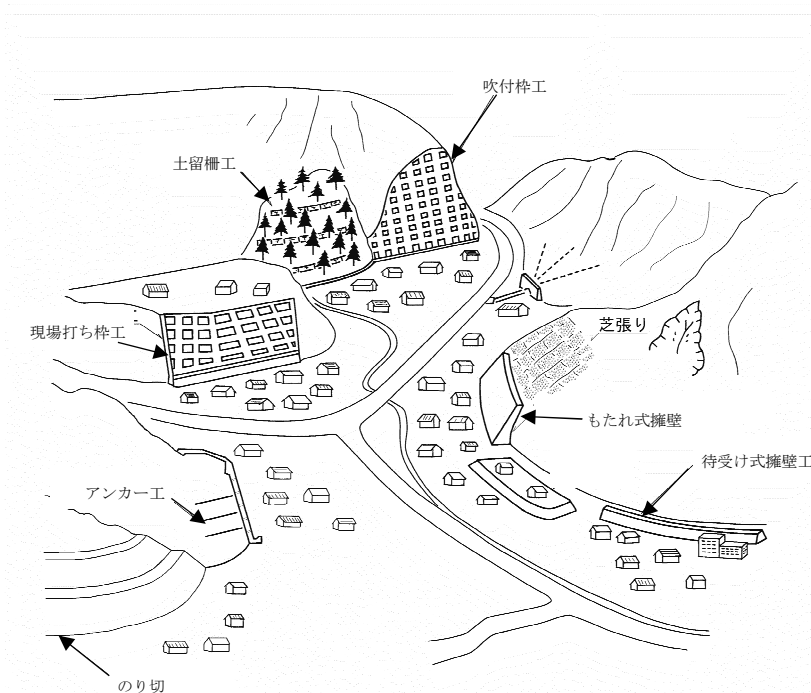 吹付枠工
土留柵工
現場打ち枠工
芝張り
もたれ式擁壁
待受け式擁壁工
アンカー工
のり切